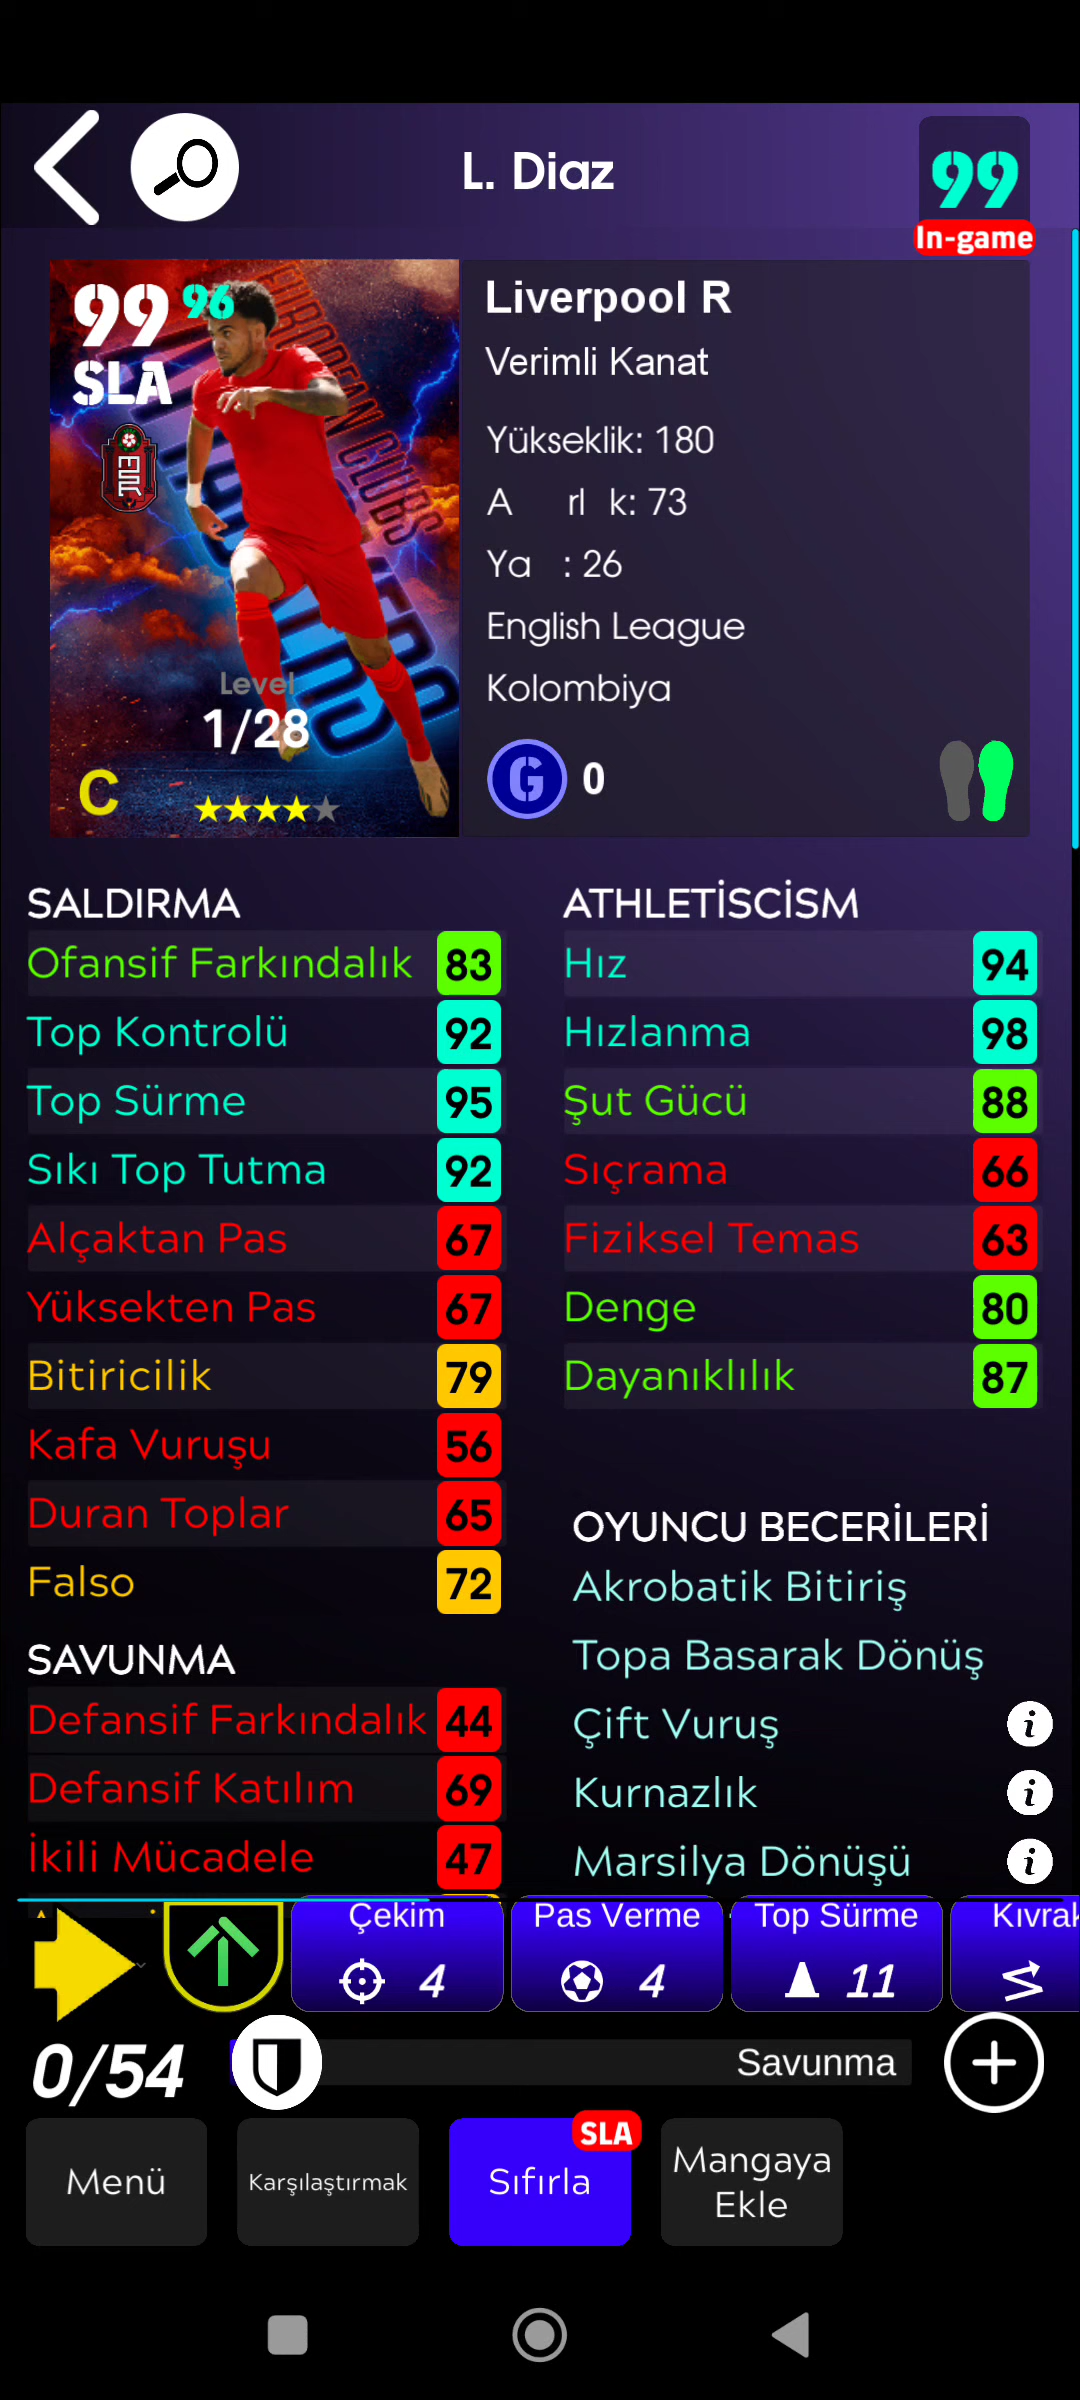 L. Diaz
99
In-game
99 96
SLA
EUROPEAN CLUBS
Level
1/28
C
Liverpool R
Verimli Kanat
Yükseklik: 180
A rl k: 73
Ya : 26
English League
Kolombiya
G 0
SALDIRMA
Ofansif Farkındalık 83
Top Kontrolü 92
Top Sürme 95
Sıkı Top Tutma 92
Alçaktan Pas 67
Yüksekten Pas 67
Bitiricilik 79
Kafa Vuruşu 56
Duran Toplar 65
Falso 72
SAVUNMA
Defansif Farkındalık 44
Defansif Katılım 69
İkili Mücadele 47
ATHLETİSCİSM
Hız 94
Hızlanma 98
Şut Gücü 88
Sıçrama 66
Fiziksel Temas 63
Denge 80
Dayanıklılık 87
OYUNCU BECERİLERİ
Akrobatik Bitiriş
Topa Basarak Dönüş
Çift Vuruş i
Kurnazlık i
Marsilya Dönüşü i
Çekim 4
Pas Verme 4
Top Sürme 11
Kıvrak
0/54
Savunma
Menü
Karşılaştırmak
SLA
Sıfırla
Mangaya
Ekle